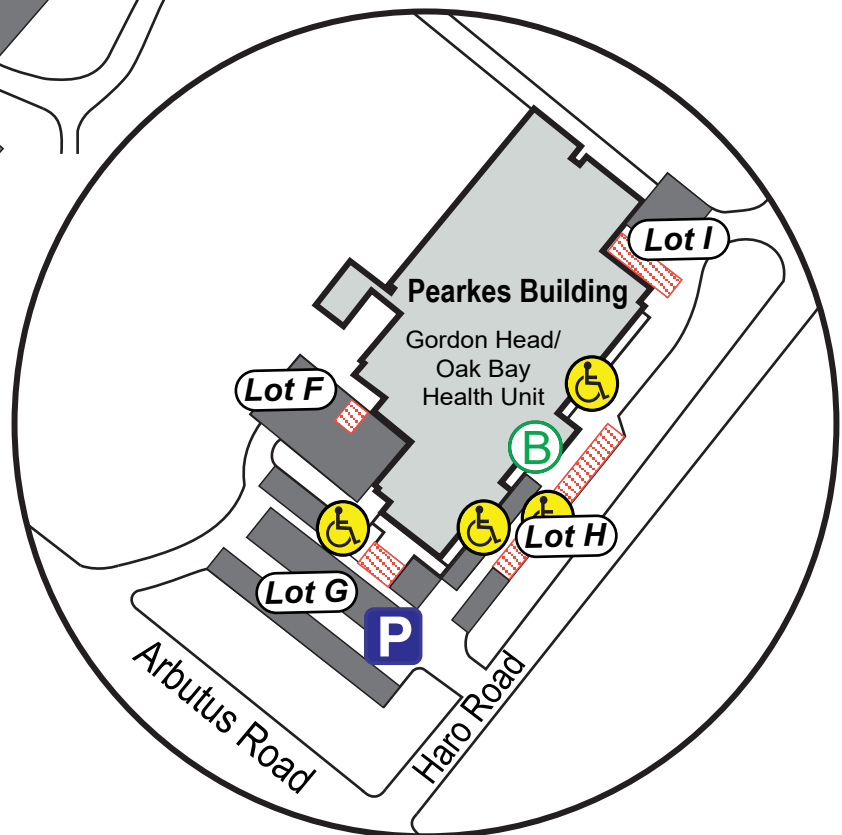 Lot I
Pearkes Building
Gordon Head/
Oak Bay
Health Unit
Lot F
B
Lot H
Lot G
P
Arbutus Road
Haro Road